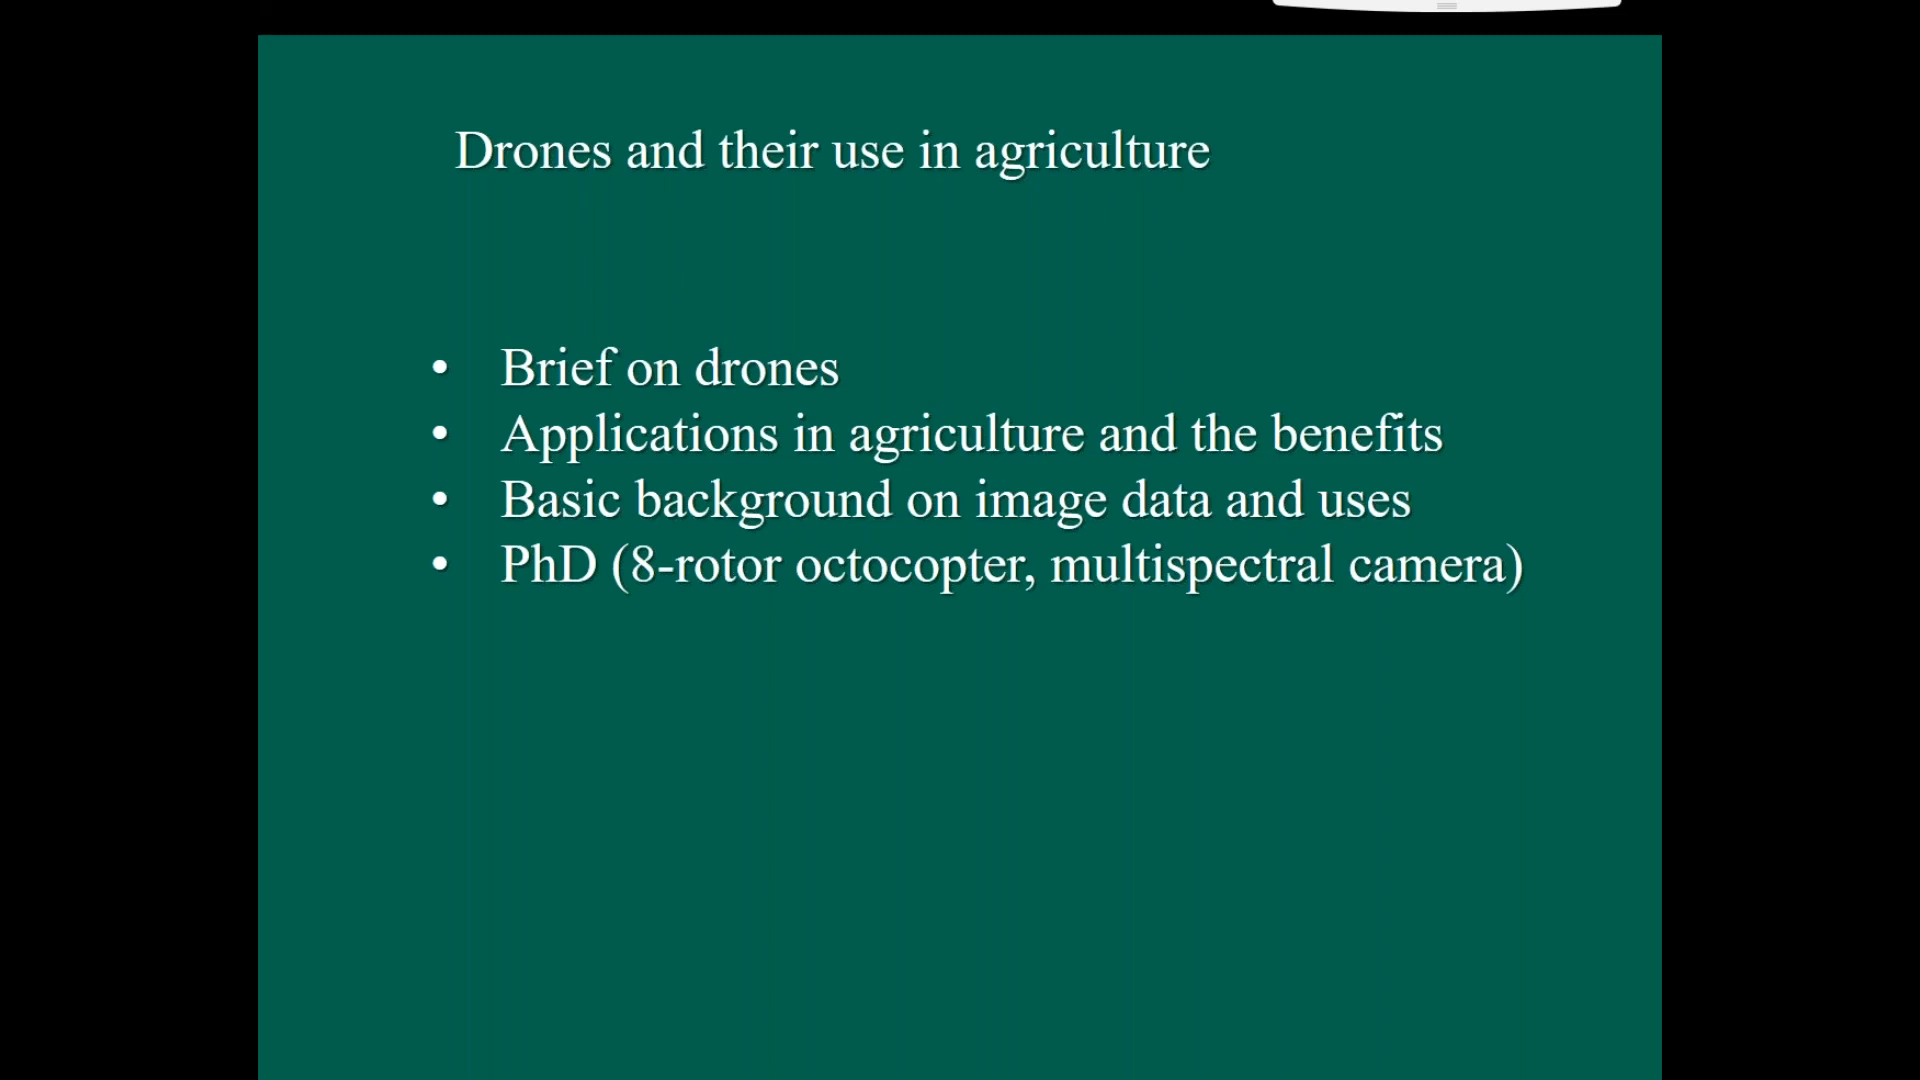 Drones and their use in agriculture
• Brief on drones
• Applications in agriculture and the benefits
• Basic background on image data and uses
• PhD (8-rotor octocopter, multispectral camera)